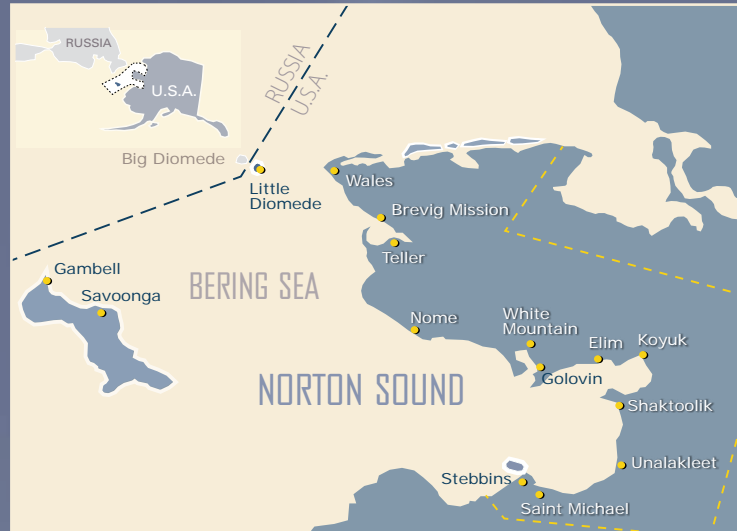 RUSSIA
U.S.A.
RUSSIA
U.S.A.
Big Diomede
Little
Diomede
Wales
Brevig Mission
Teller
Gambell
Savoonga
BERING SEA
Nome
White
Mountain
Elim
Koyuk
Golovin
NORTON SOUND
Shaktoolik
Unalakleet
Stebbins
Saint Michael